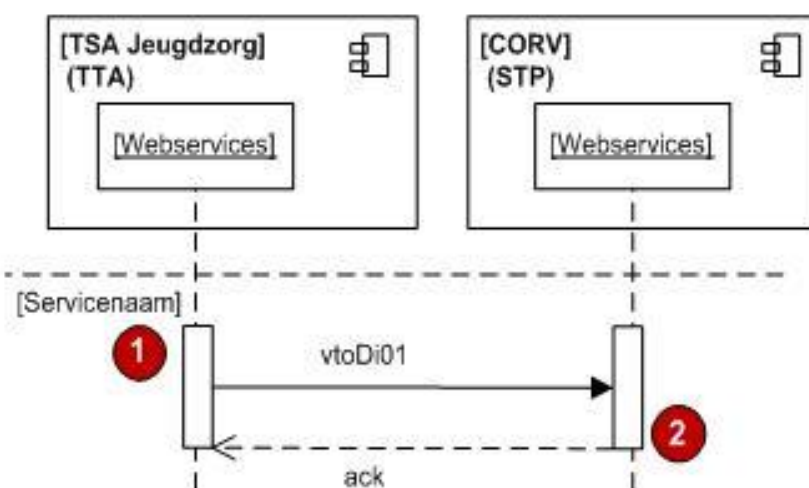 [TSA Jeugdzorg]
(TTA)
[CORV]
(STP)
[Webservices]
[Webservices]
[Servicenaam]
1
vtoDi01
2
ack